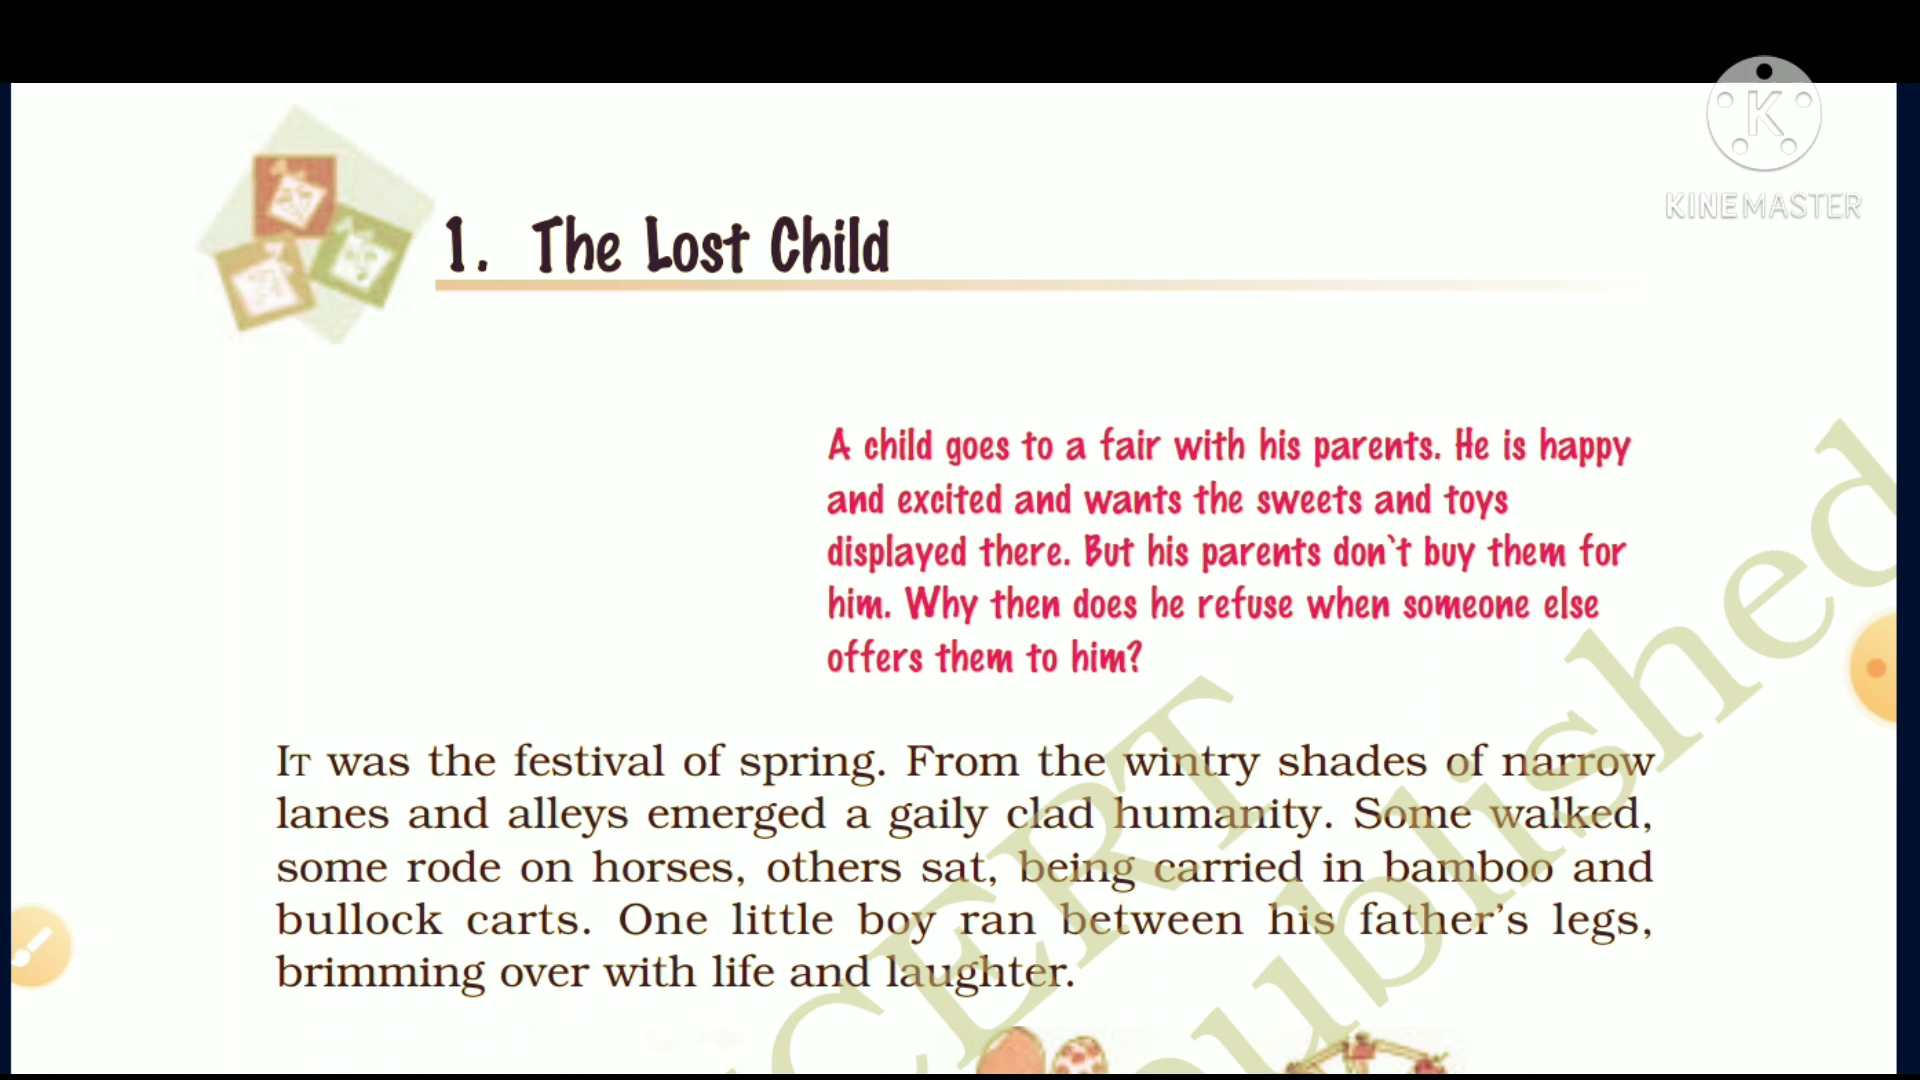 K
KINEMASTER
1. The Lost Child
A child goes to a fair with his parents. He is happy
and excited and wants the sweets and toys
displayed there. But his parents don`t buy them for
him. Why then does he refuse when someone else
offers them to him?
IT was the festival of spring. From the wintry shades of narrow
lanes and alleys emerged a gaily clad humanity. Some walked,
some rode on horses, others sat, being carried in bamboo and
bullock carts. One little boy ran between his father’s legs,
brimming over with life and laughter.
CERT
ublished